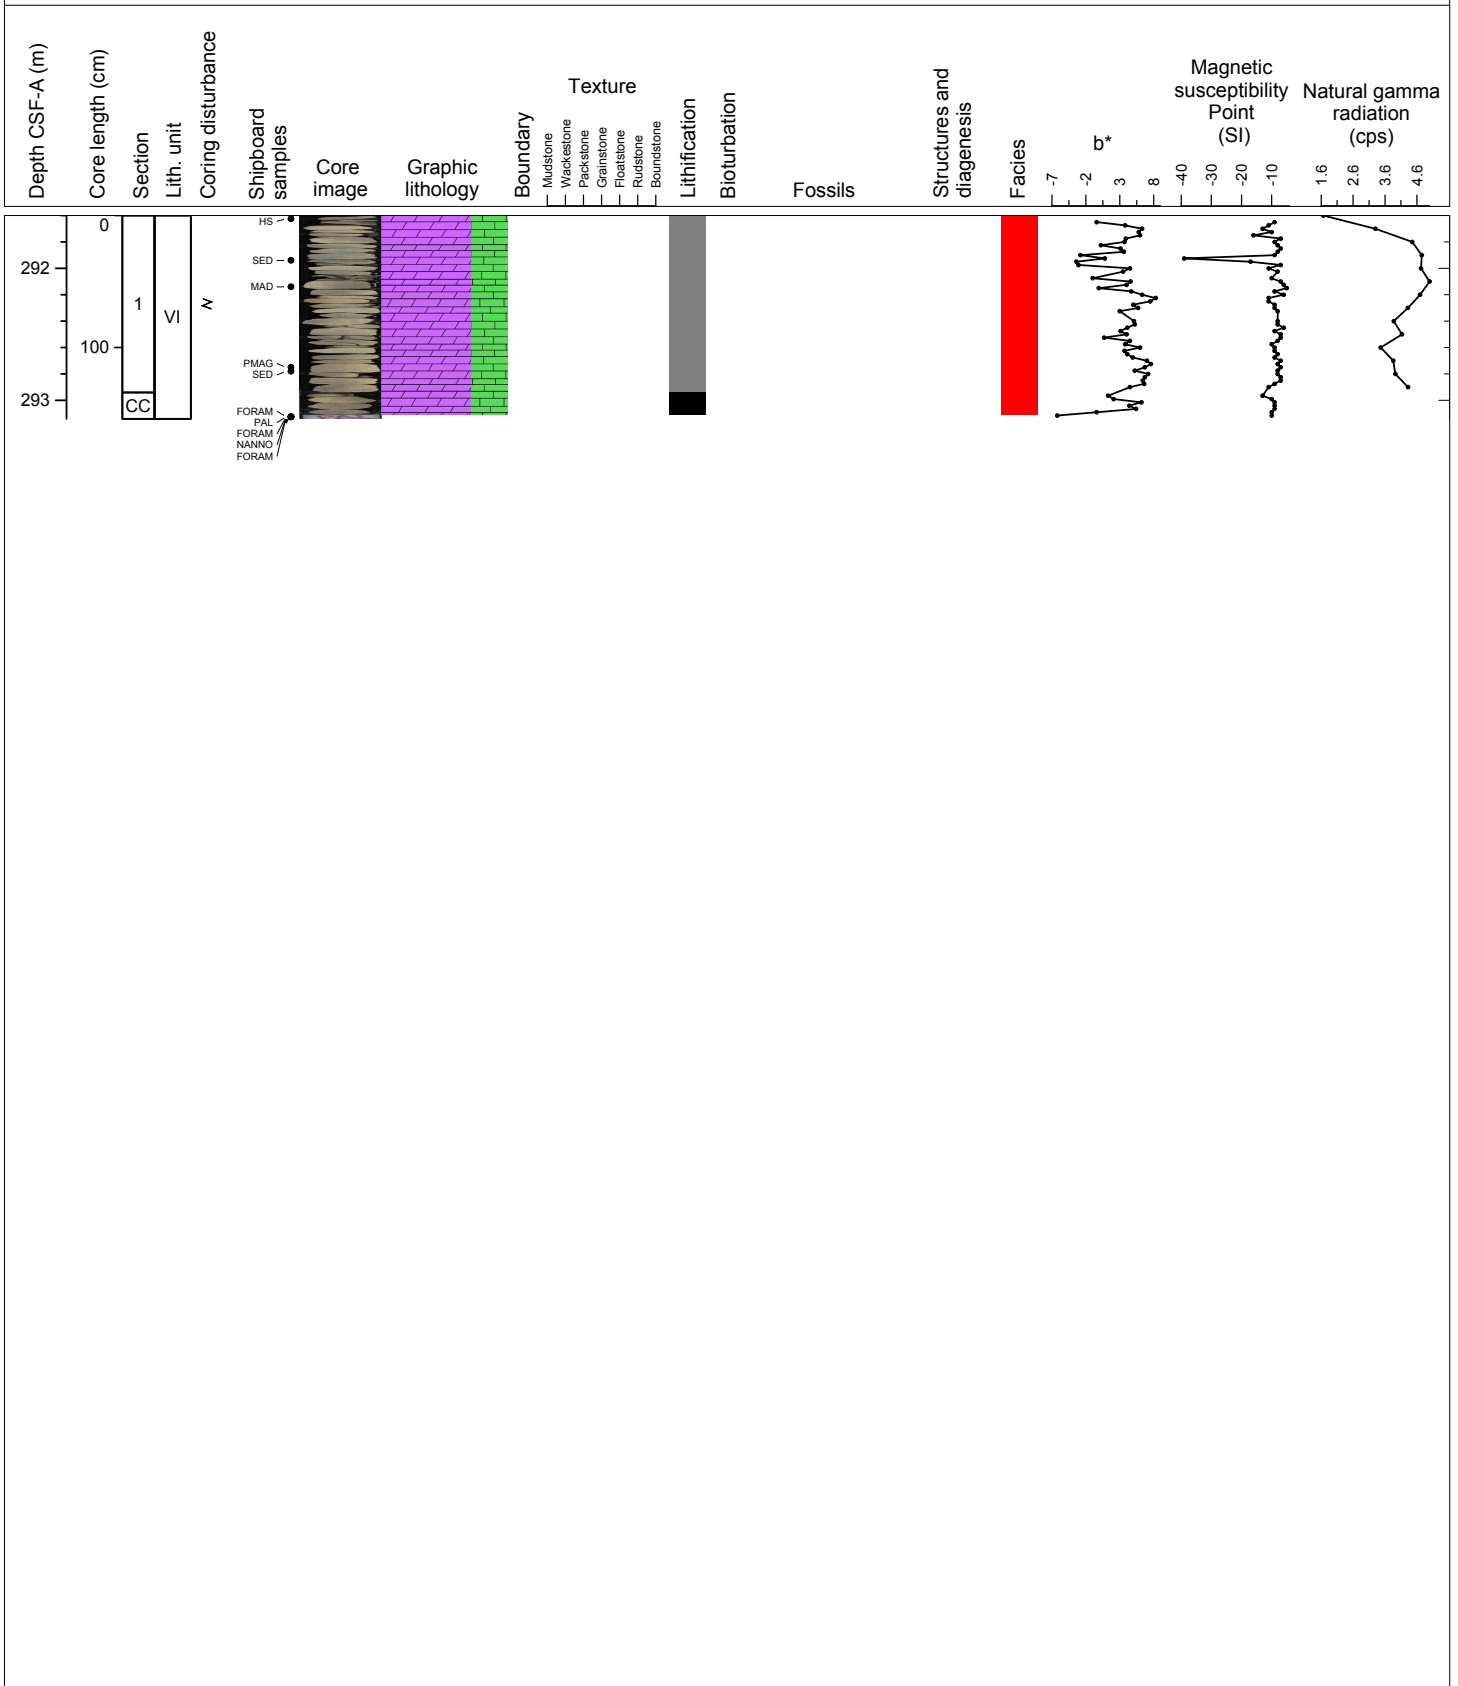 Depth CSF-A (m)
Core length (cm)
Section
Lith. unit
Coring disturbance
Shipboard
samples
Core
image
Graphic
lithology
Boundary
Texture
Mudstone
Wackestone
Packstone
Grainstone
Floatstone
Rudstone
Boundstone
Lithification
Bioturbation
Fossils
Structures and
diagenesis
Facies
b*
-7 -2 3 8
Magnetic
susceptibility
Point
(SI)
-40 -30 -20 -10
Natural gamma
radiation
(cps)
1.6 2.6 3.6 4.6
0
292
100
293
1
CC
VI
HS
SED
MAD
PMAG
SED
FORAM
PAL
FORAM
NANNO
FORAM